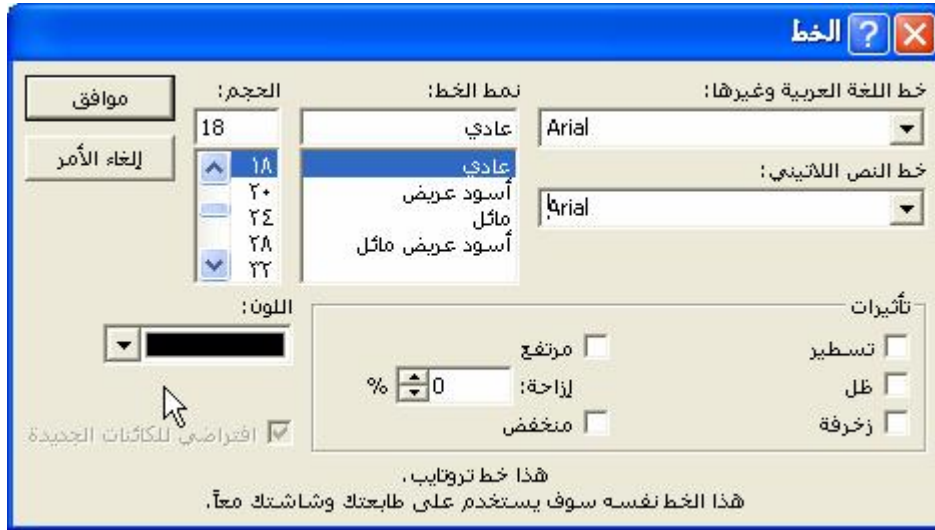 الخط
خط اللغة العربية وغيرها:
Arial
خط النص اللاتيني:
Arial
نمط الخط:
عادي
عادي
أسود عريض
مائل
أسود عريض مائل
الحجم:
18
١٨
٢٠
٢٤
٢٨
٣٢
موافق
إلغاء الأمر
تأثيرات
تسطير
ظل
زخرفة
مرتفع
إزاحة: 0 %
منخفض
اللون:
افتراضي للكائنات الجديدة
هذا خط تروتايب.
هذا الخط نفسه سوف يستخدم على طابعتك وشاشتك معاً.